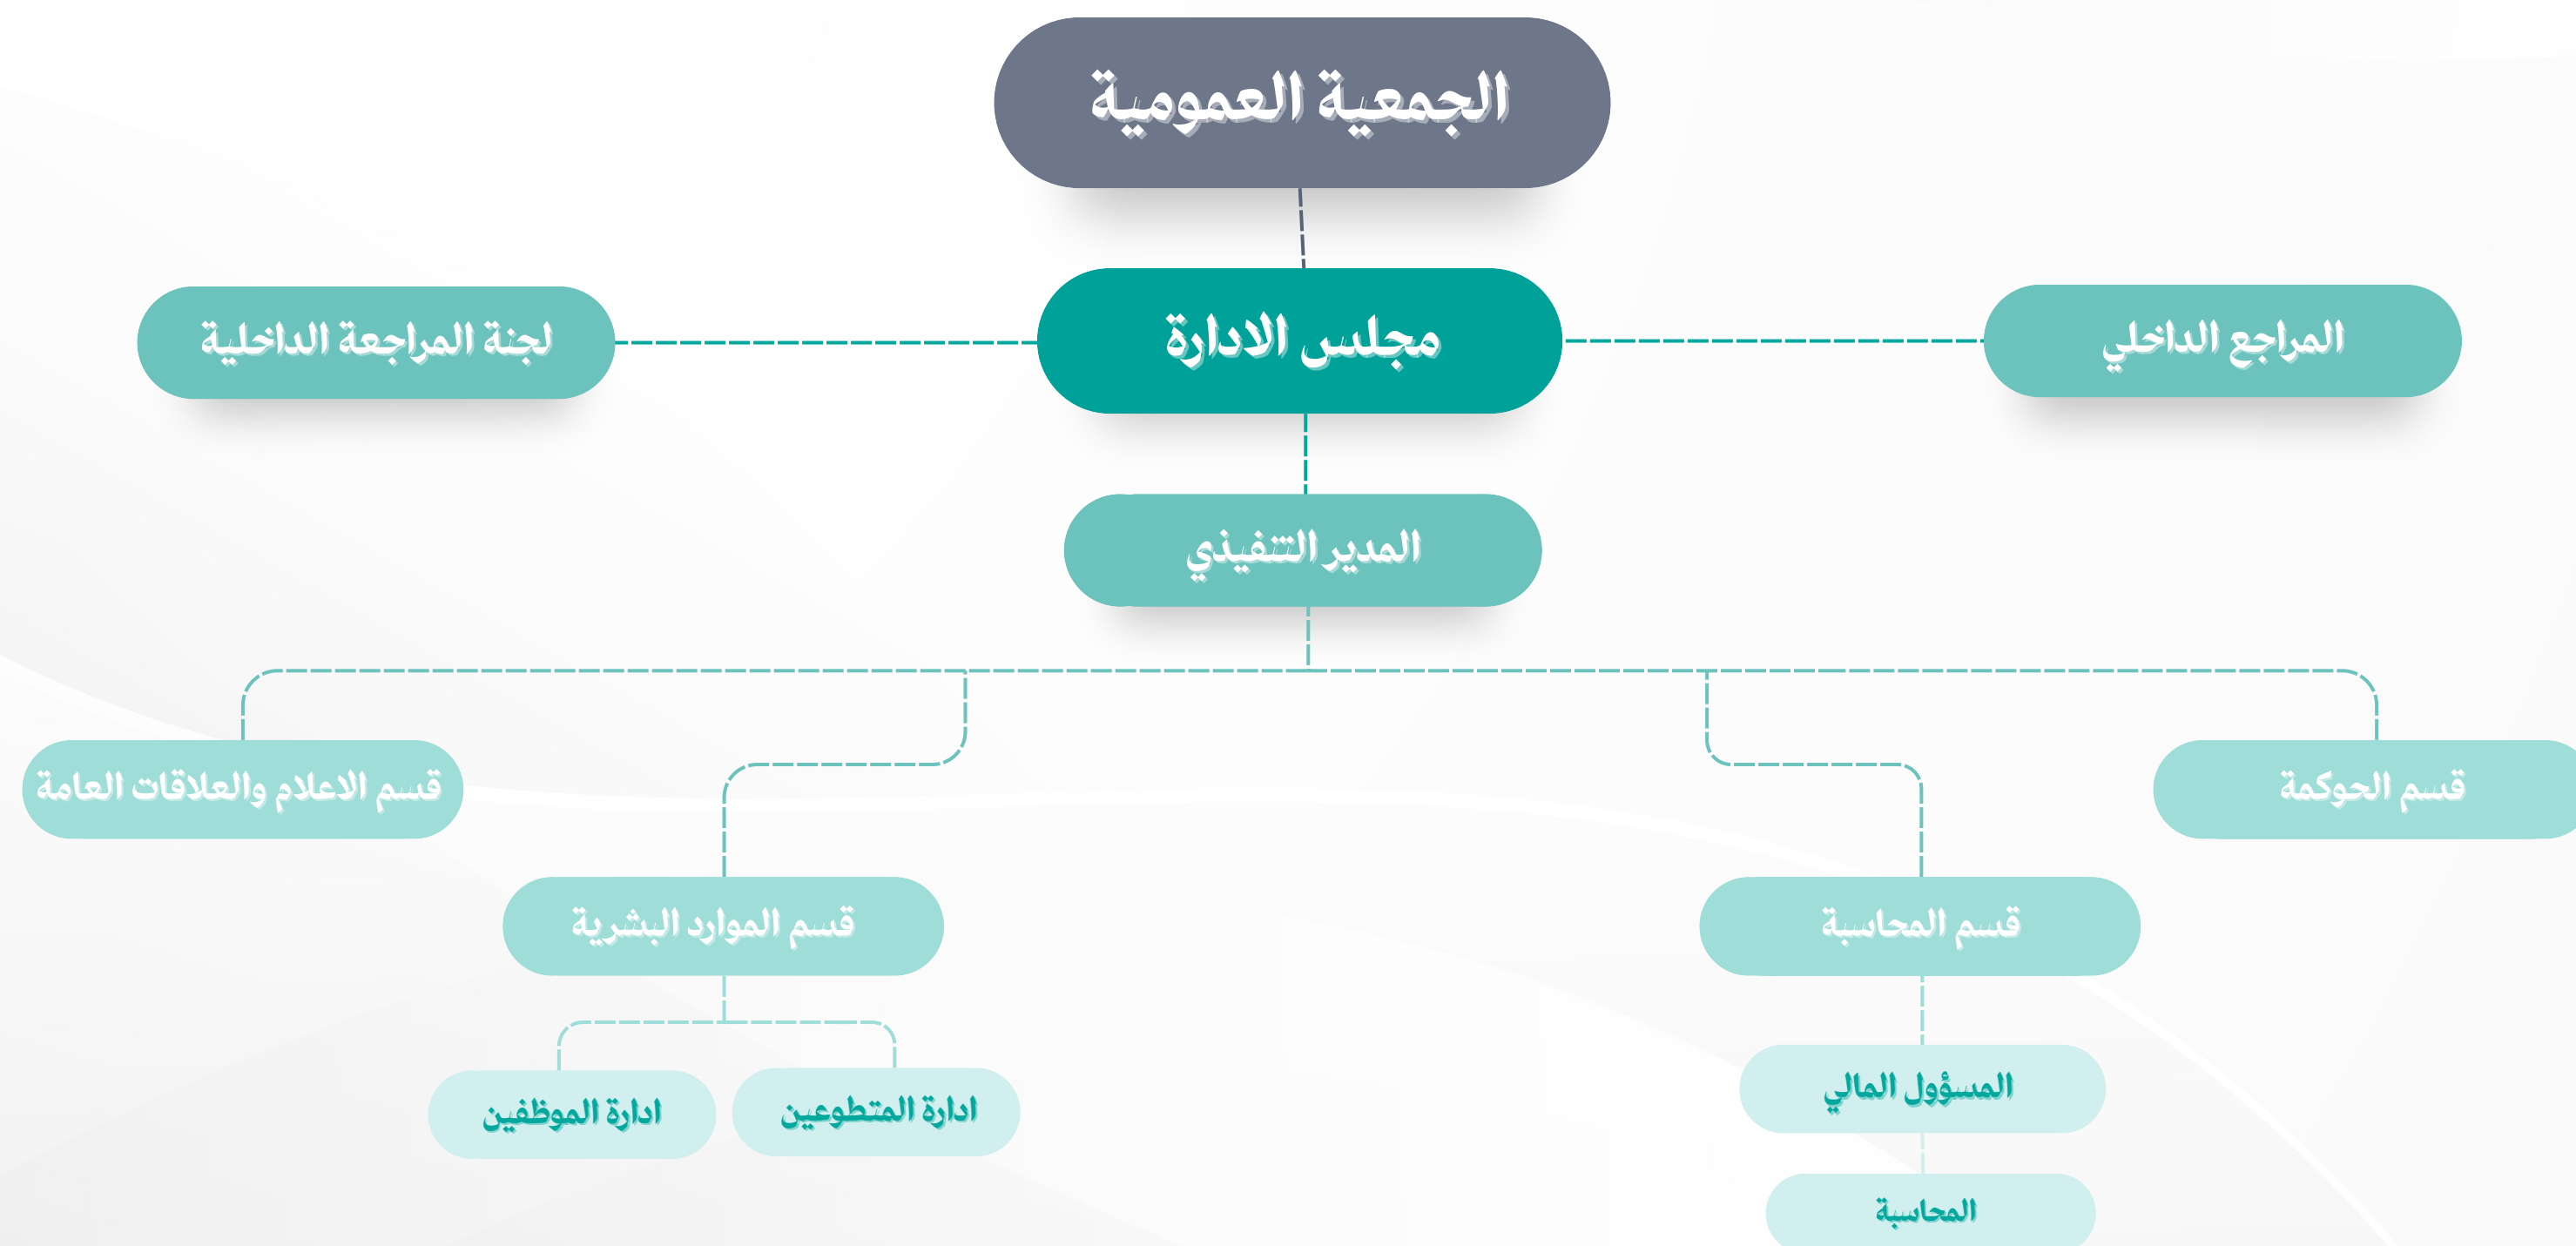 الجمعية العمومية
المراجع الداخلي
مجلس الادارة
لجنة المراجعة الداخلية
المدير التنفيذي
قسم الحوكمة
قسم الاعلام والعلاقات العامة
قسم المحاسبة
قسم الموارد البشرية
المسؤول المالي
ادارة المتطوعين
ادارة الموظفين
المحاسبة